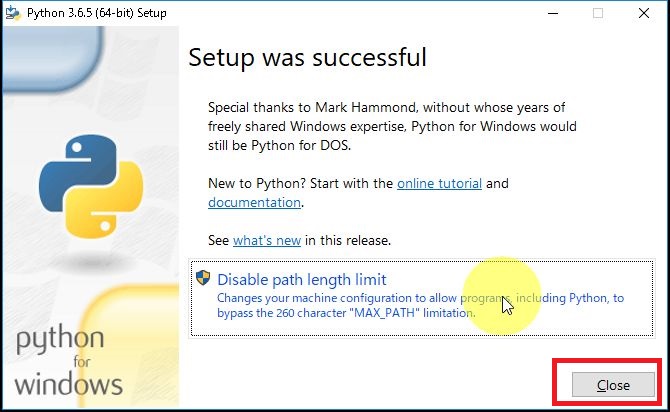 Python 3.6.5 (64-bit) Setup
Setup was successful
Special thanks to Mark Hammond, without whose years of
freely shared Windows expertise, Python for Windows would
still be Python for DOS.
New to Python? Start with the online tutorial and
documentation.
See what's new in this release.
Disable path length limit
Changes your machine configuration to allow programs, including Python, to
bypass the 260 character "MAX_PATH" limitation.
python
for
windows
Close